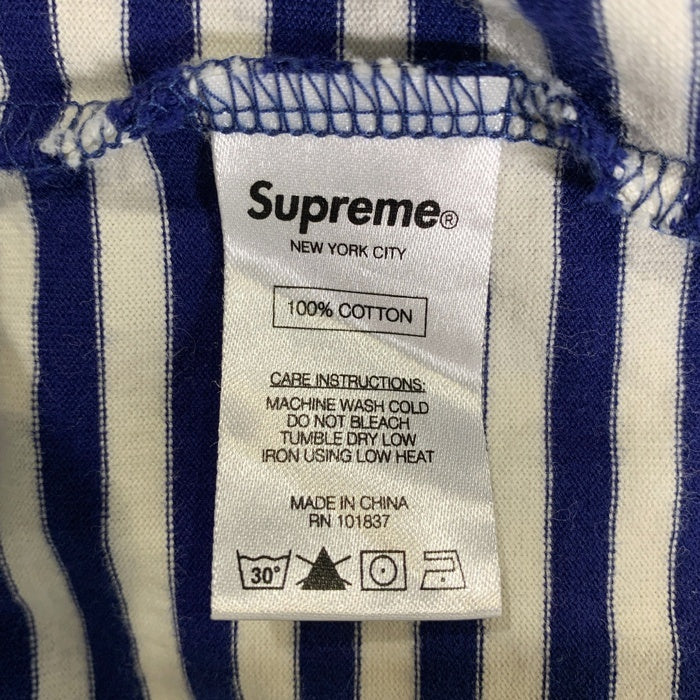 Supreme®
NEW YORK CITY
100% COTTON
CARE INSTRUCTIONS:
MACHINE WASH COLD
DO NOT BLEACH
TUMBLE DRY LOW
IRON USING LOW HEAT
MADE IN CHINA
RN 101837
30°